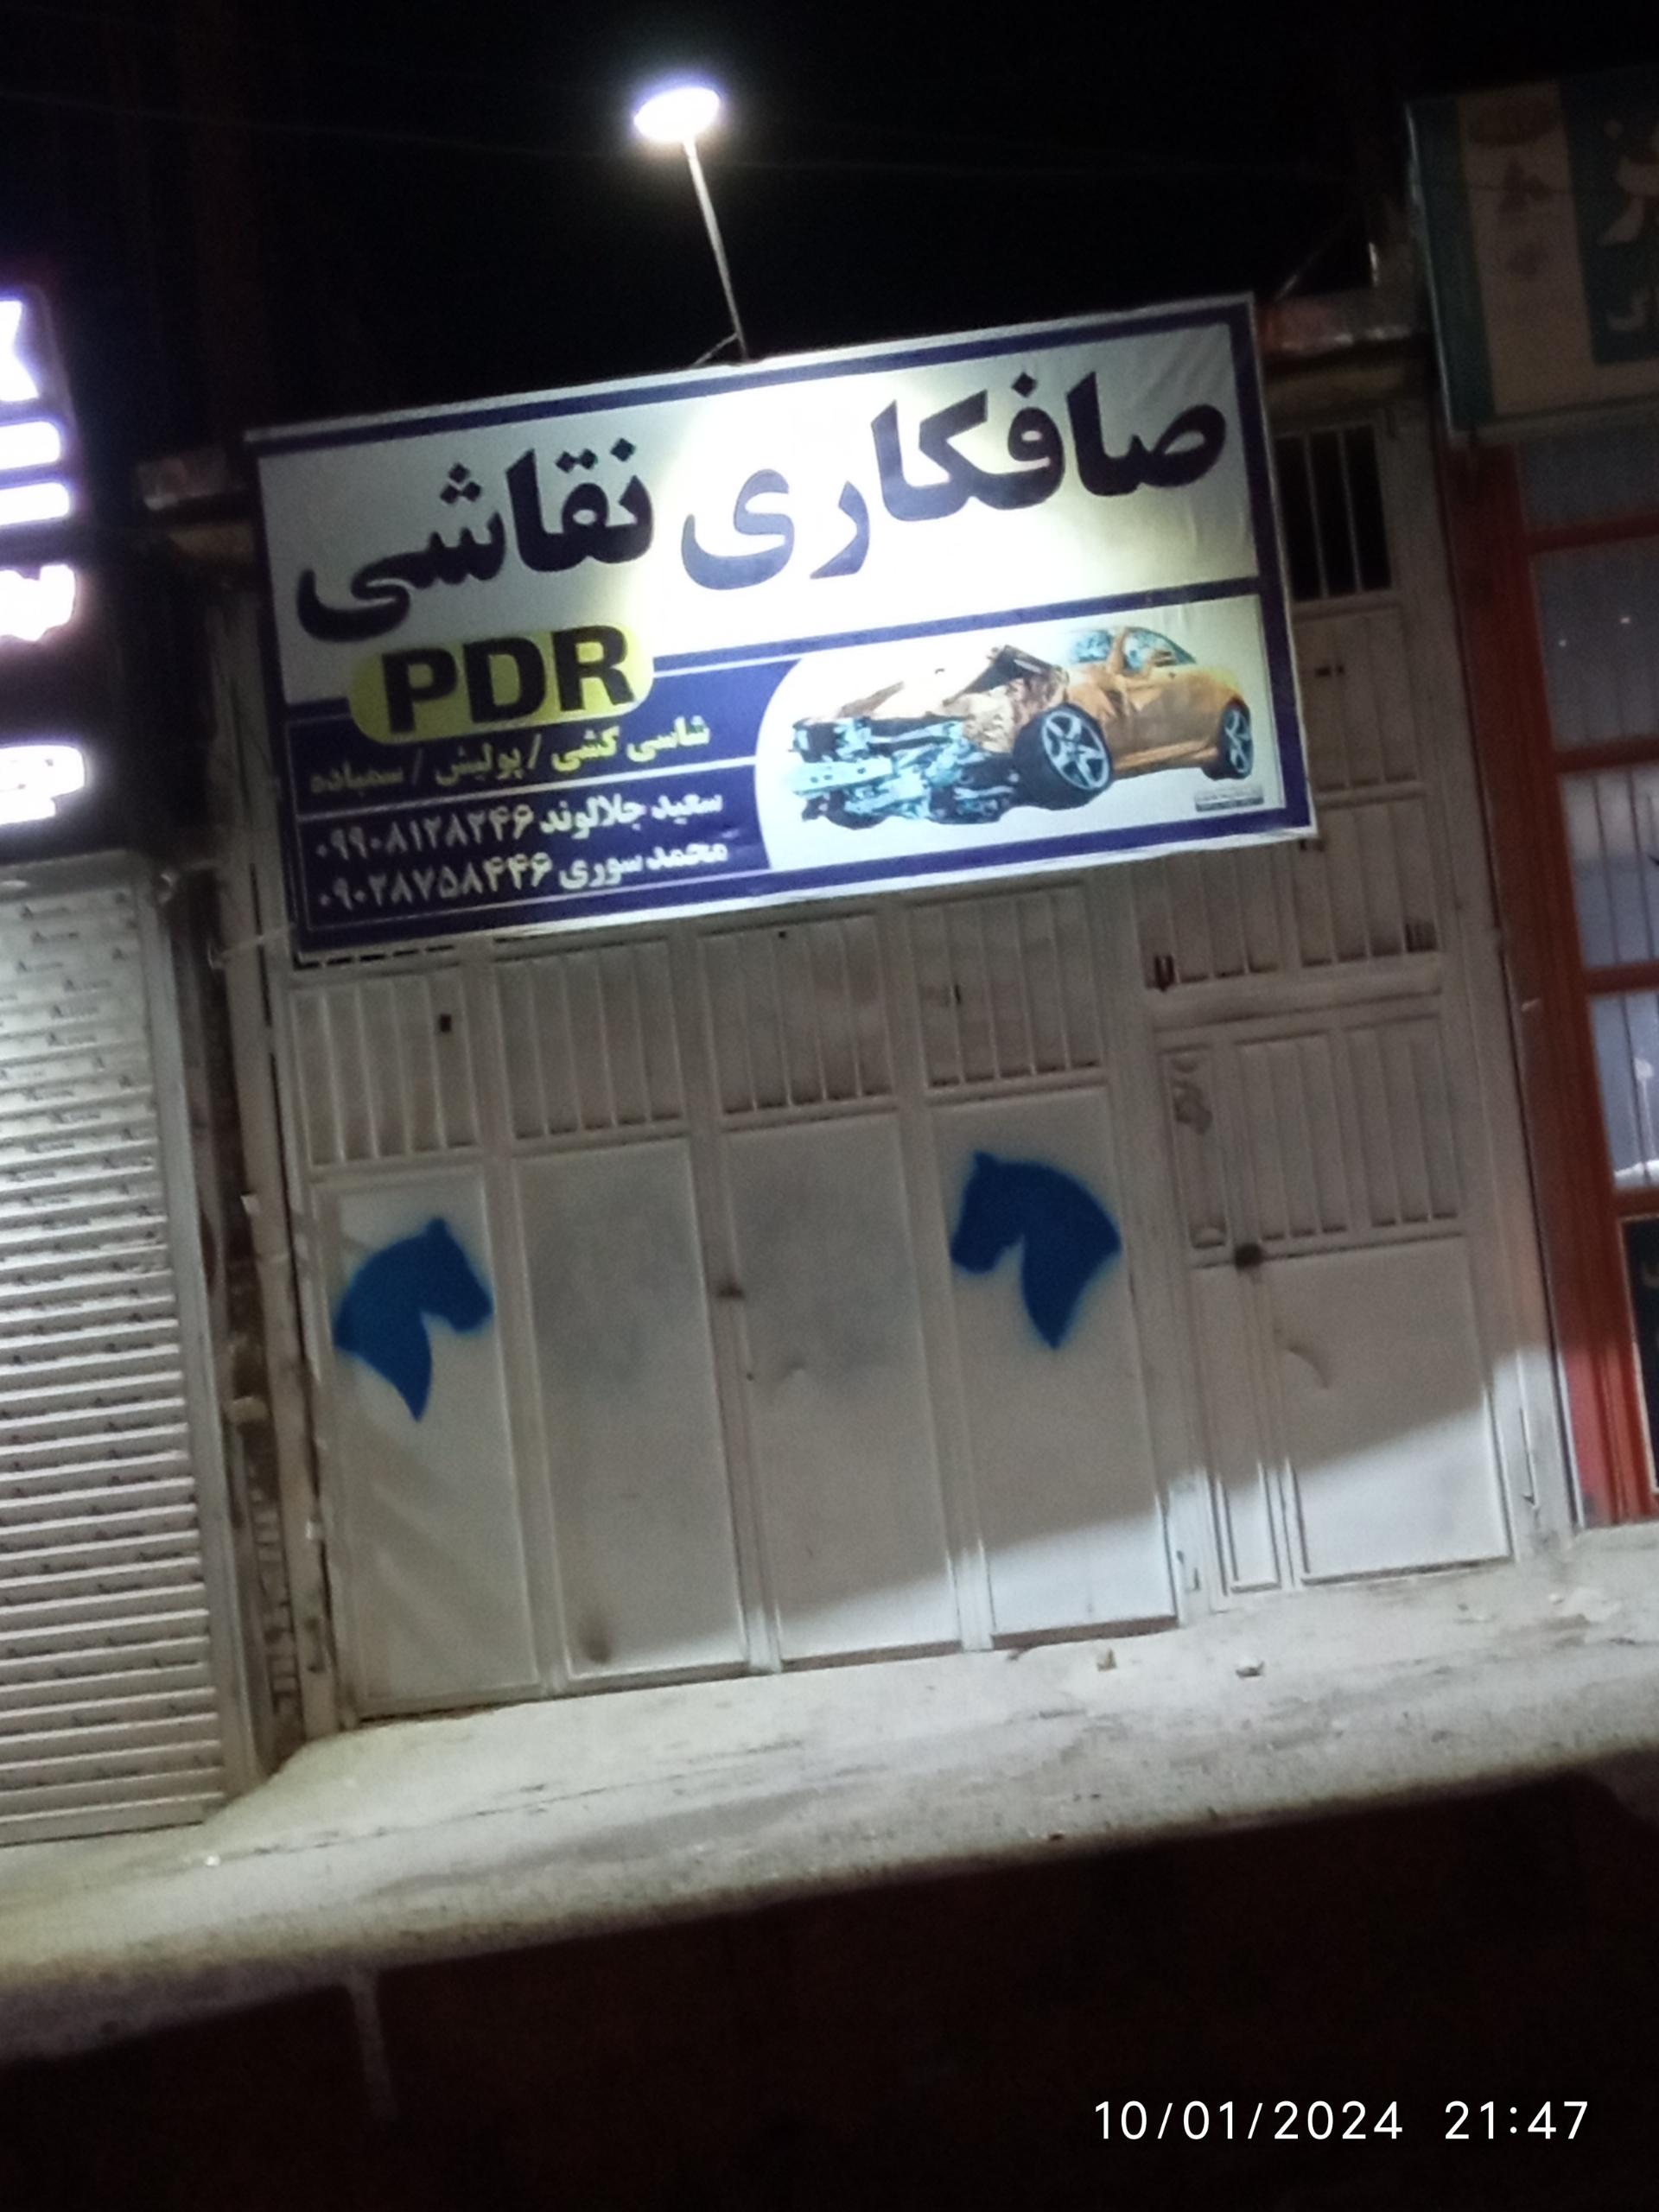 صافکاری نقاشی
PDR
شاسی کشی / پولیش / سمباده
سعید جلالوند ۰۹۹۰۸۱۲۸۲۴۶
محمد سوری ۰۹۰۲۸۷۵۸۴۴۶
10/01/2024 21:47